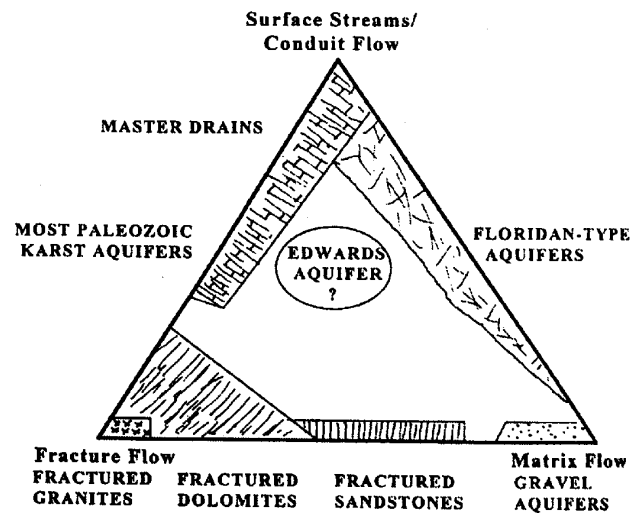 Surface Streams/
Conduit Flow
MASTER DRAINS
MOST PALEOZOIC
KARST AQUIFERS
FLORIDAN-TYPE
AQUIFERS
EDWARDS
AQUIFER
?
Fracture Flow
FRACTURED
GRANITES
FRACTURED
DOLOMITES
FRACTURED
SANDSTONES
Matrix Flow
GRAVEL
AQUIFERS